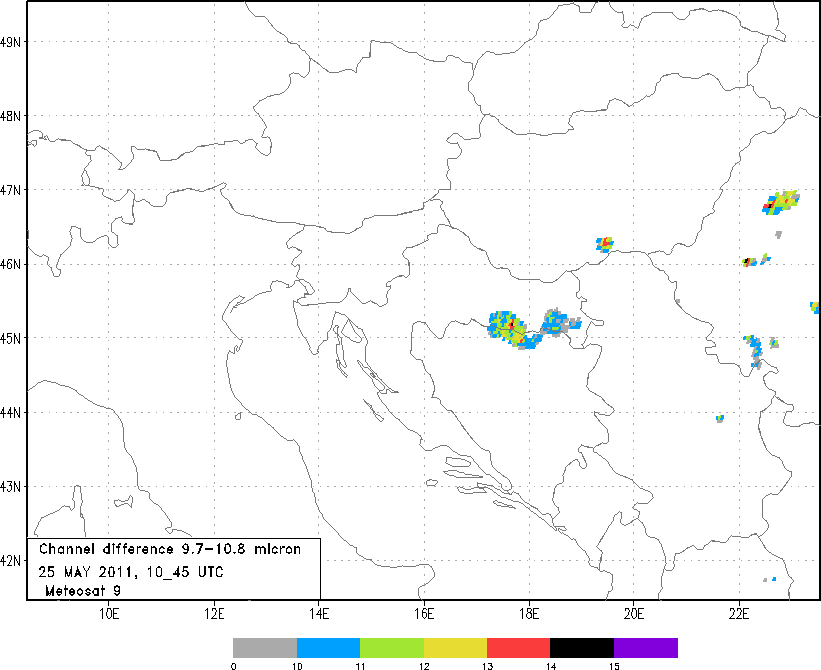 49N
48N
47N
46N
45N
44N
43N
42N
Channel difference 9.7-10.8 micron
25 MAY 2011, 10_45 UTC
Meteosat 9
10E 12E 14E 16E 18E 20E 22E
0 10 11 12 13 14 15